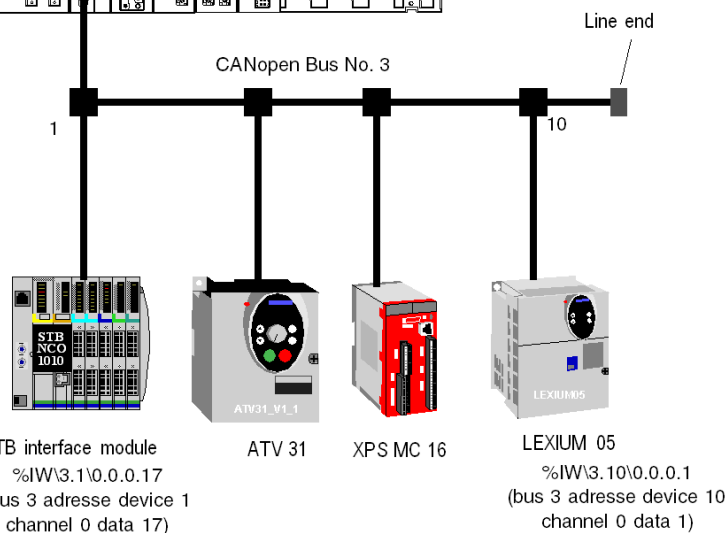 Line end
CANopen Bus No. 3
1
10
STB
NCO
1010
ATV31_V1_1
LEXIUM05
TB interface module
ATV 31
XPS MC 16
LEXIUM 05
%IW\3.1\0.0.0.17
us 3 adresse device 1
channel 0 data 17)
%IW\3.10\0.0.0.1
(bus 3 adresse device 10
channel 0 data 1)